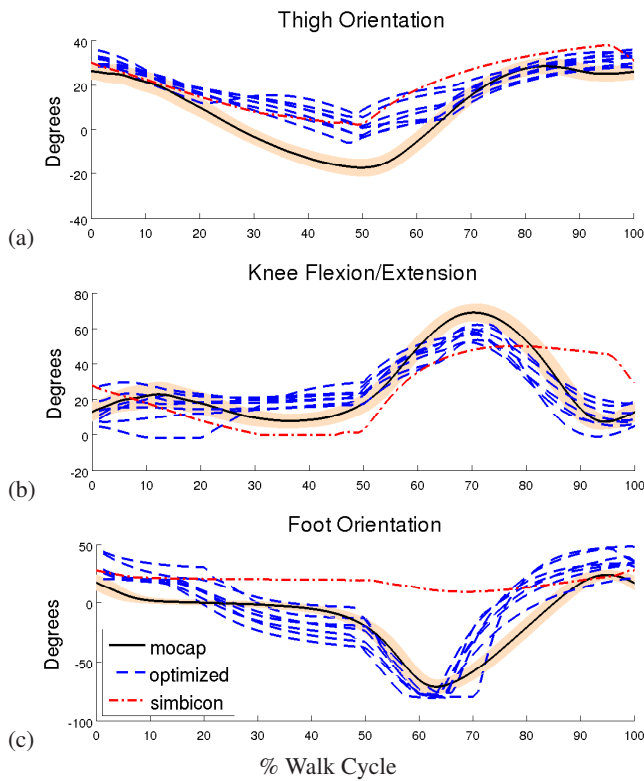 Thigh Orientation
40
20
0
-20
-40
Degrees
(a)
0 10 20 30 40 50 60 70 80 90 100
Knee Flexion/Extension
80
60
40
20
0
20
Degrees
(b)
0 10 20 30 40 50 60 70 80 90 100
Foot Orientation
50
0
-50
-100
Degrees
mocap
optimized
simbicon
(c)
0 10 20 30 40 50 60 70 80 90 100
% Walk Cycle